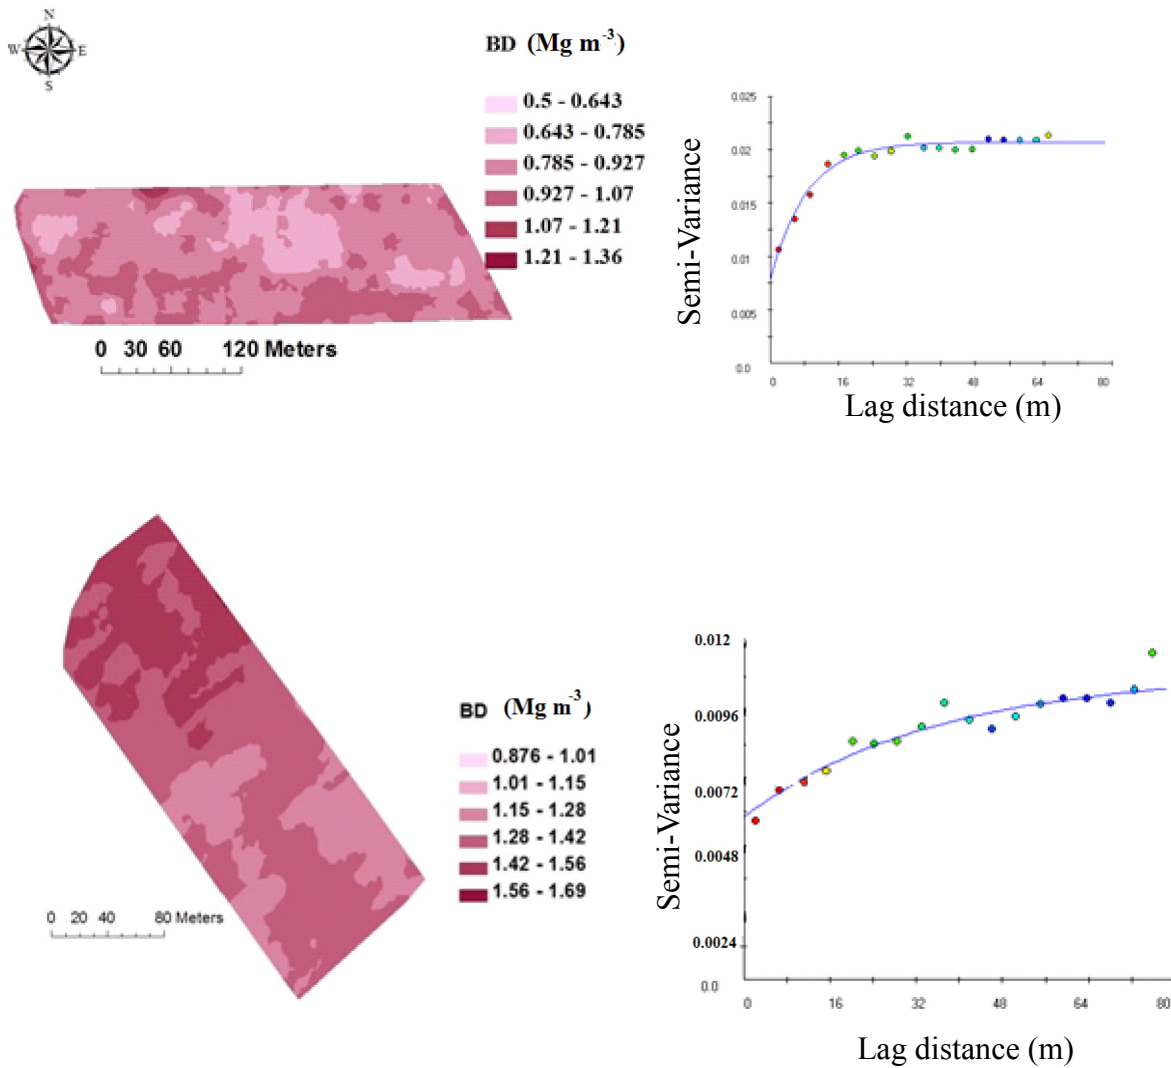 N
W E
S
BD (Mg m-3)
0.5 - 0.643
0.643 - 0.785
0.785 - 0.927
0.927 - 1.07
1.07 - 1.21
1.21 - 1.36
0 30 60 120 Meters
Semi-Variance
0.025
0.02
0.015
0.01
0.005
0.0
0 16 32 48 64 80
Lag distance (m)
BD (Mg m-3)
0.876 - 1.01
1.01 - 1.15
1.15 - 1.28
1.28 - 1.42
1.42 - 1.56
1.56 - 1.69
0 20 40 80 Meters
Semi-Variance
0.012
0.0096
0.0072
0.0048
0.0024
0.0
0 16 32 48 64 80
Lag distance (m)